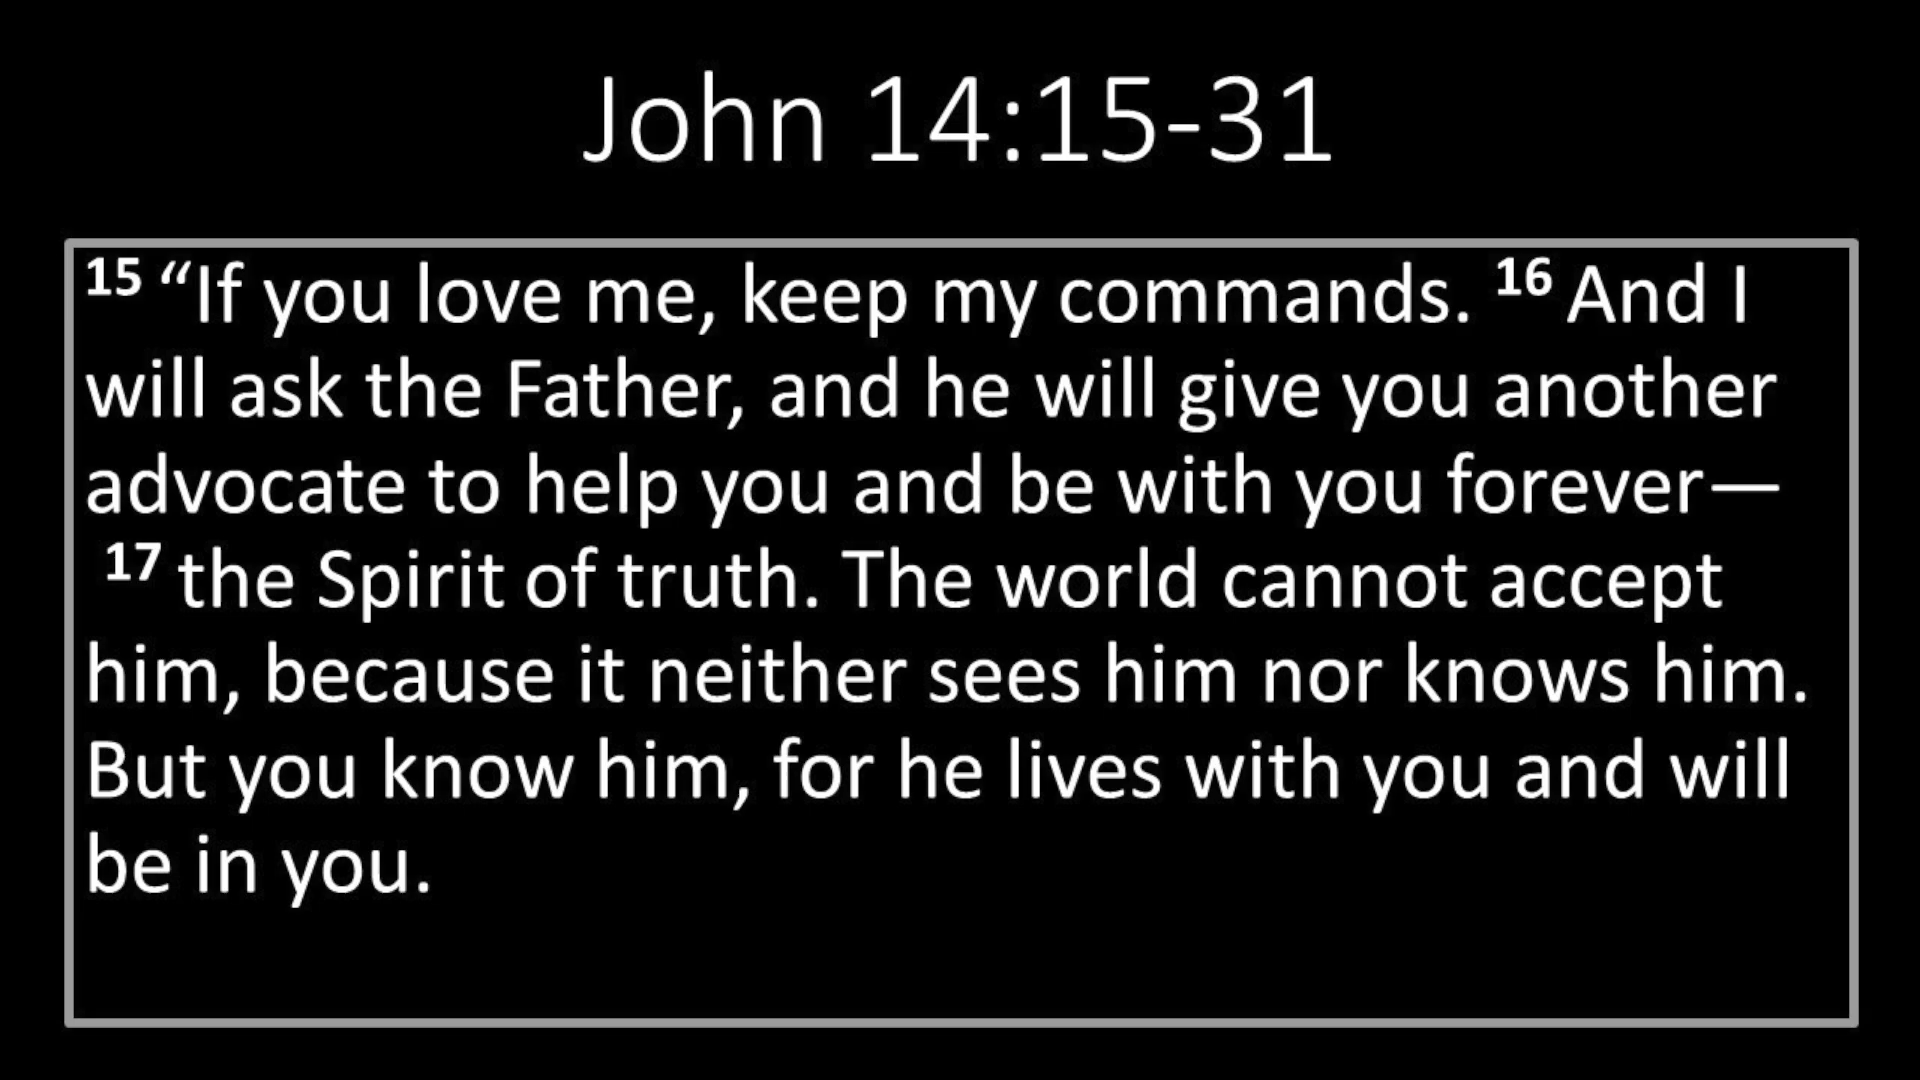 John 14:15-31
15 “If you love me, keep my commands. 16 And I
will ask the Father, and he will give you another
advocate to help you and be with you forever—
17 the Spirit of truth. The world cannot accept
him, because it neither sees him nor knows him.
But you know him, for he lives with you and will
be in you.